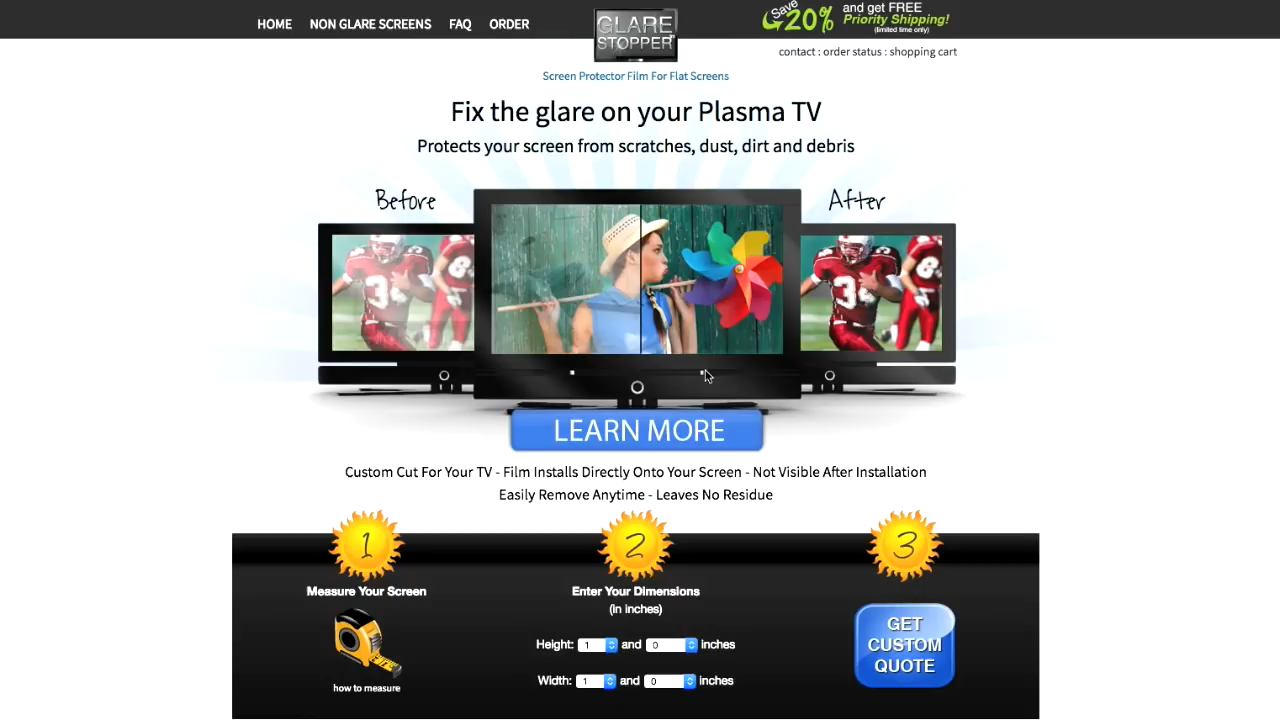 HOME NON GLARE SCREENS FAQ ORDER
GLARE
STOPPER
Save
20%
and get FREE
Priority Shipping!
(limited time only)
contact : order status : shopping cart
Screen Protector Film For Flat Screens
Fix the glare on your Plasma TV
Protects your screen from scratches, dust, dirt and debris
Before
After
34
8
34
8
LEARN MORE
Custom Cut For Your TV - Film Installs Directly Onto Your Screen - Not Visible After Installation
Easily Remove Anytime - Leaves No Residue
1
2
3
Measure Your Screen
how to measure
Enter Your Dimensions
(in inches)
Height: 1 and 0 inches
Width: 1 and 0 inches
GET
CUSTOM
QUOTE